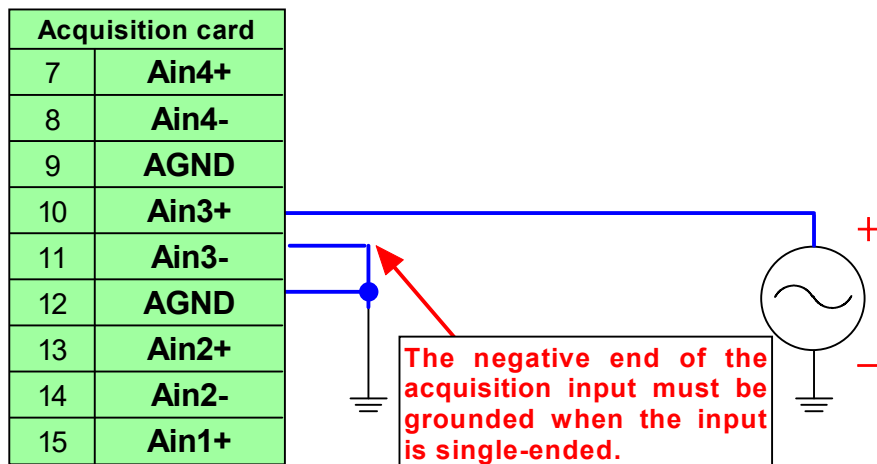 Acquisition card
7 Ain4+
8 Ain4-
9 AGND
10 Ain3+
11 Ain3-
12 AGND
13 Ain2+
14 Ain2-
15 Ain1+
+
−
The negative end of the
acquisition input must be
grounded when the input
is single-ended.